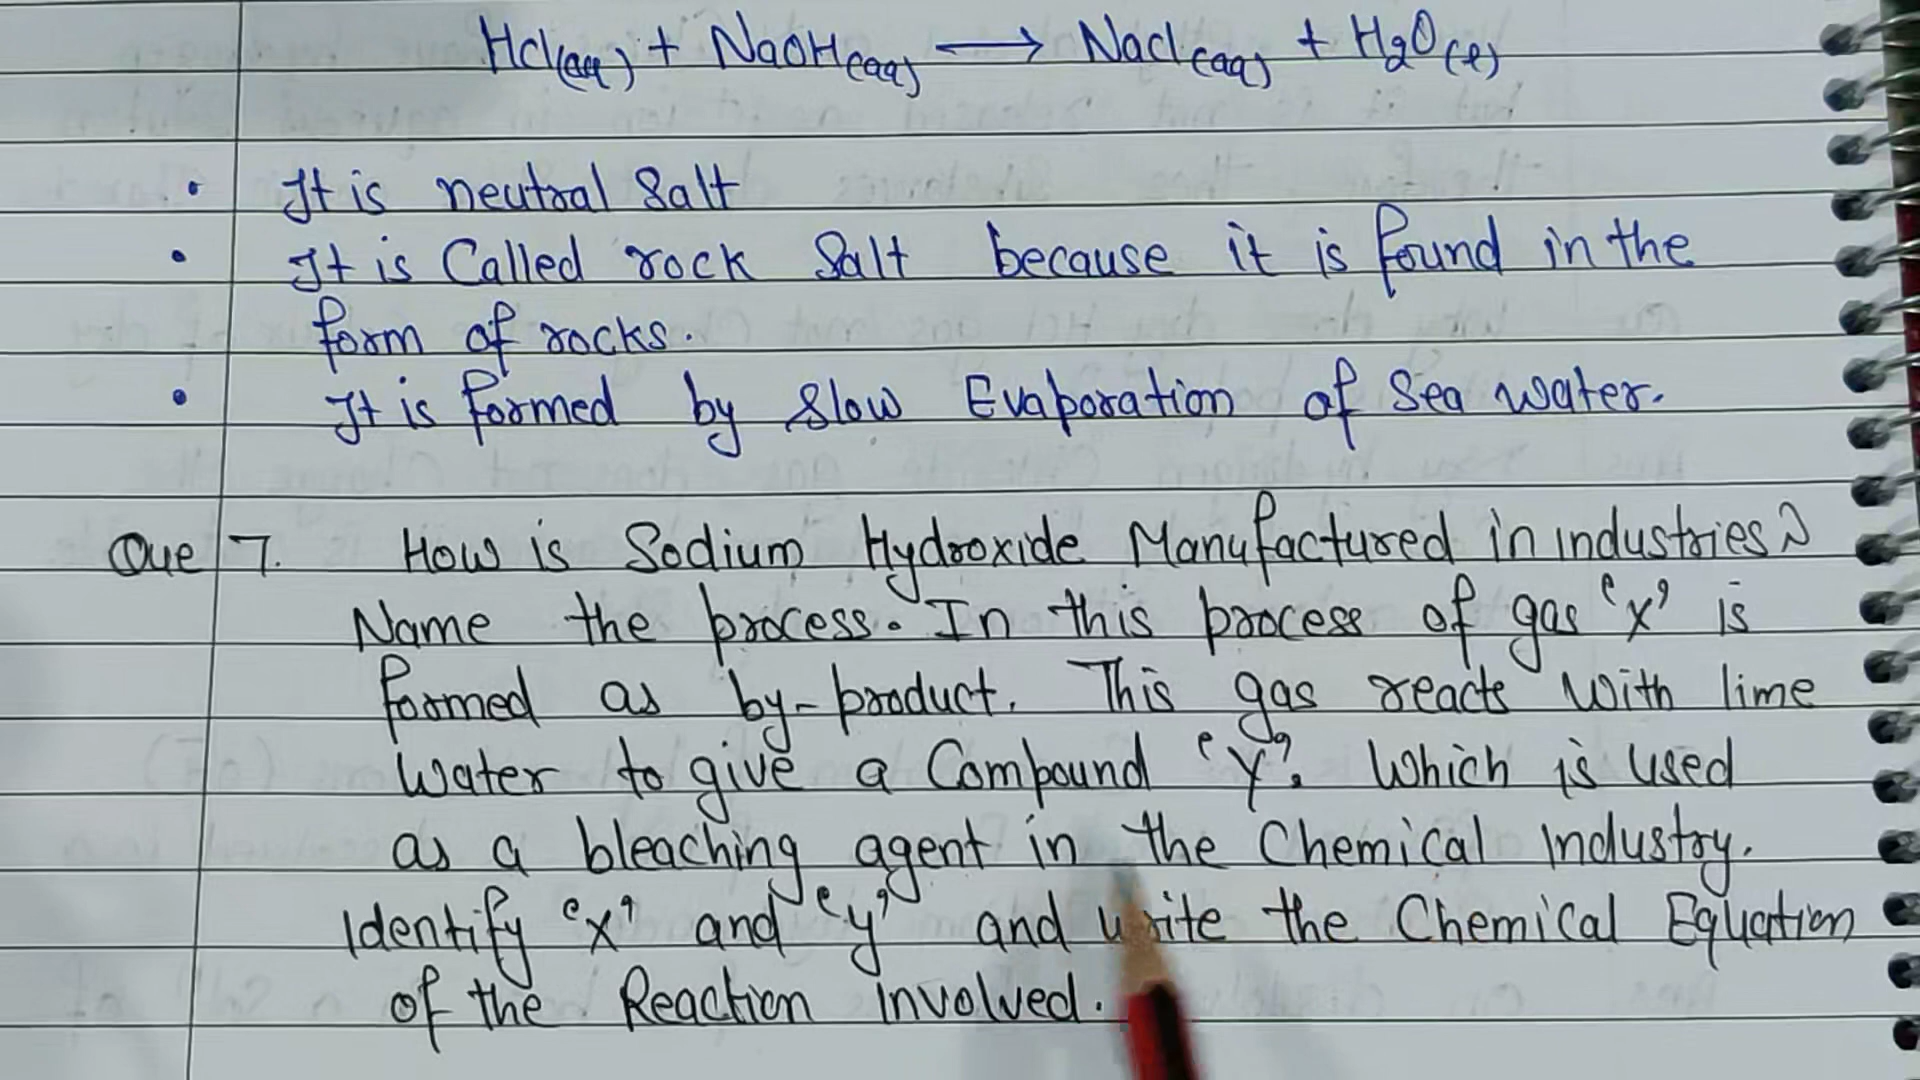 Hcl(aq) + NaOH(aq) → Nacl(aq) + H2O(l)
• It is neutral salt
• It is Called rock Salt because it is found in the
form of rocks.
• It is formed by slow Evaporation of Sea water.
Que 7. How is Sodium Hydroxide Manufactured in industries?
Name the process. In this process of gas 'x' is
formed as by-product. This gas reacts with lime
water to give a Compound 'Y'. Which is used
as a bleaching agent in the Chemical Industry.
Identify 'x' and 'y' and write the Chemical Equation
of the Reaction involved.